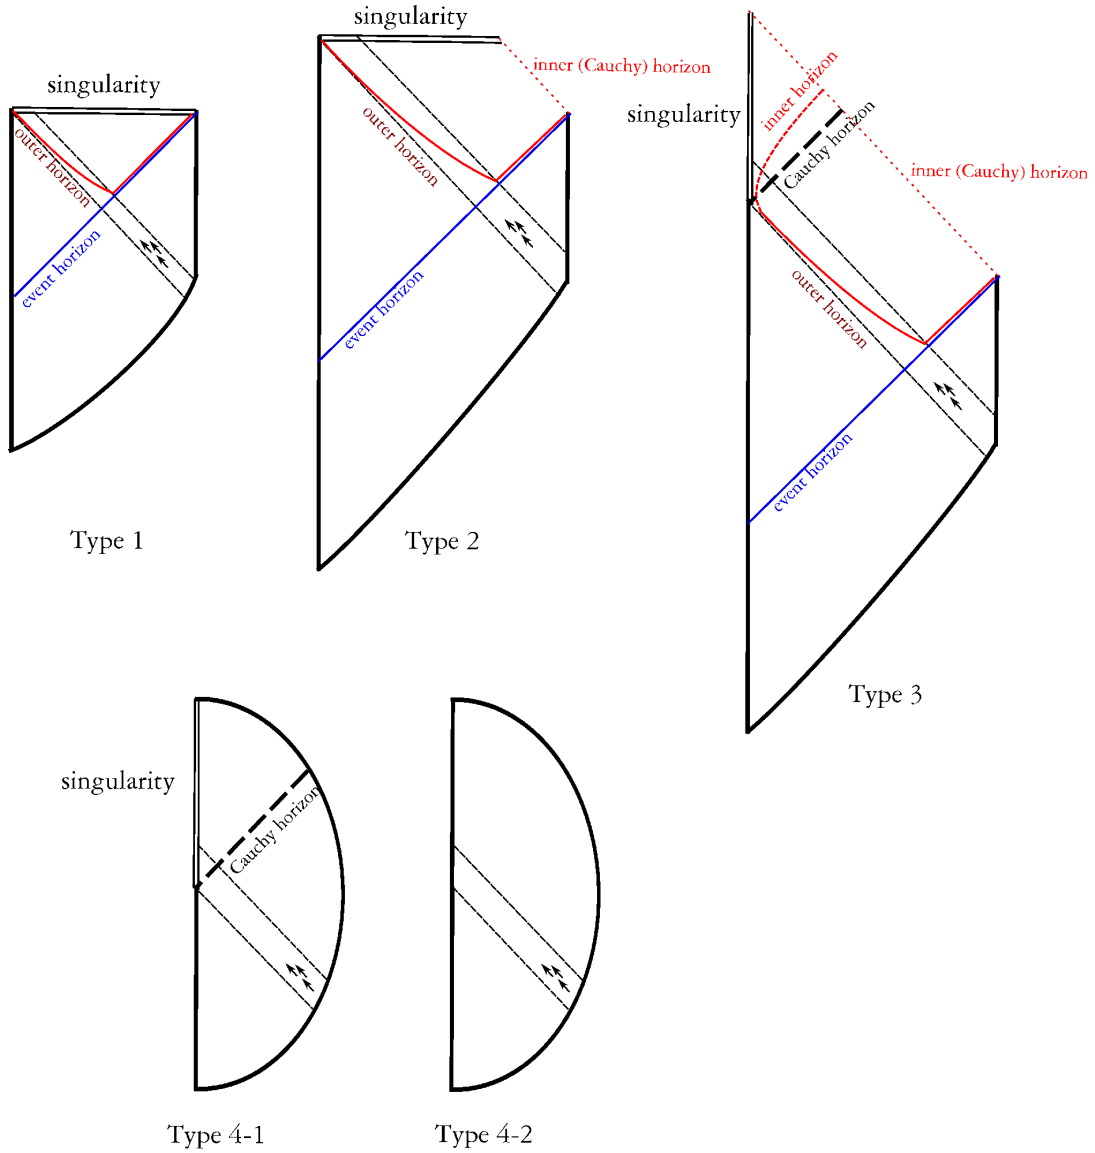 singularity
outer horizon
event horizon
Type 1
singularity
inner (Cauchy) horizon
outer horizon
event horizon
Type 2
singularity
inner horizon
Cauchy horizon
inner (Cauchy) horizon
outer horizon
event horizon
Type 3
singularity
Cauchy horizon
Type 4-1
Type 4-2